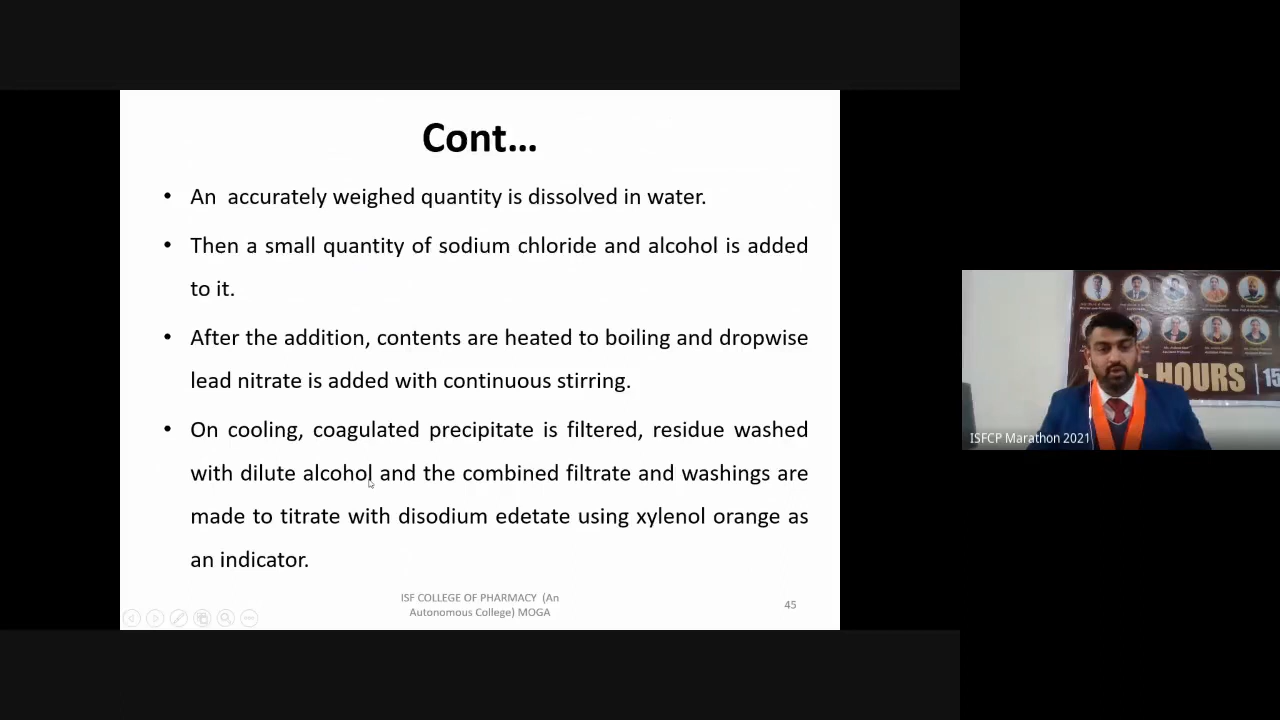 Cont...
• An  accurately weighed quantity is dissolved in water.
• Then a small quantity of sodium chloride and alcohol is added
to it.
• After the addition, contents are heated to boiling and dropwise
lead nitrate is added with continuous stirring.
• On cooling, coagulated precipitate is filtered, residue washed
with dilute alcohol and the combined filtrate and washings are
made to titrate with disodium edetate using xylenol orange as
an indicator.
ISF COLLEGE OF PHARMACY (An
Autonomous College) MOGA
45
HOURS
15
ISFCP Marathon 2021